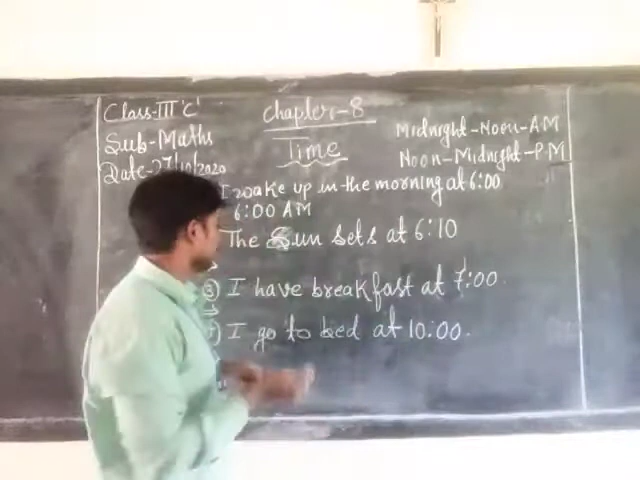 Class-III 'C'
Chapter-8
Sub-Maths
Midnight-Noon-AM
Time
Noon-Midnight-P.M
Date-27/10/2020
I wake up in the morning at 6:00
6:00 AM
The Sun sets at 6:10
③ I have breakfast at 7:00.
I go to bed at 10:00.